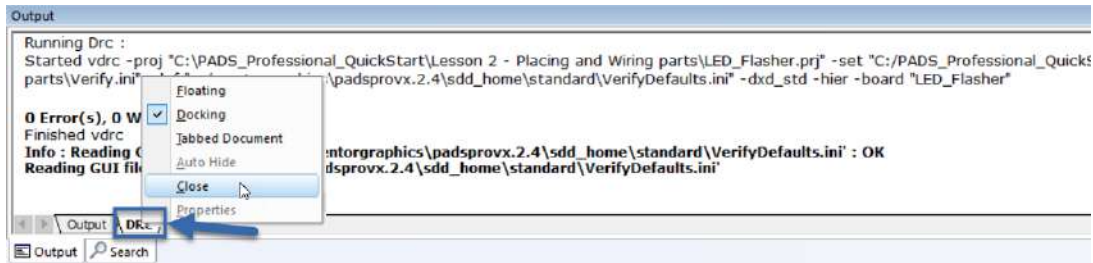 Output
Running Drc :
Started vdrc -proj "C:\PADS_Professional_QuickStart\Lesson 2 - Placing and Wiring parts\LED_Flasher.prj" -set "C:/PADS_Professional_QuickS
parts\Verify.ini" \padsprovx.2.4\sdd_home\standard\VerifyDefaults.ini" -dxd_std -hier -board "LED_Flasher"
Floating
Docking
Tabbed Document
Auto Hide
Close
Properties
0 Error(s), 0 W
Finished vdrc
Info : Reading entorgraphics\padsprovx.2.4\sdd_home\standard\VerifyDefaults.ini' : OK
Reading GUI file dsprovx.2.4\sdd_home\standard\VerifyDefaults.ini'
Output DRC
Output Search